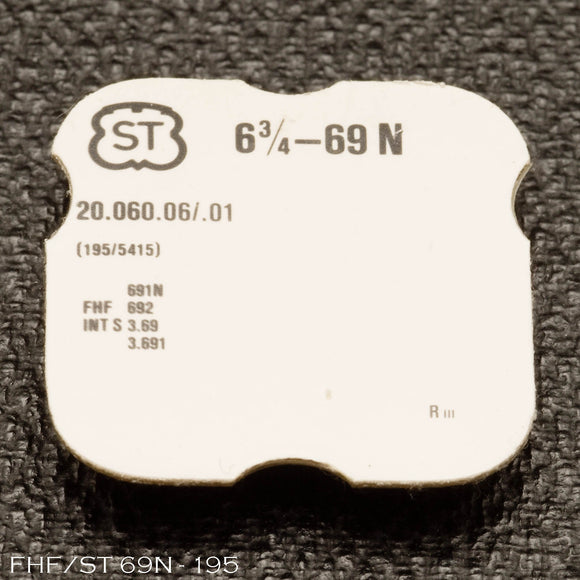 ST
6¾–69 N
20.060.06/.01
(195/5415)
691N
FHF 692
INT S 3.69
3.691
R III
FHF/ST 69N - 195